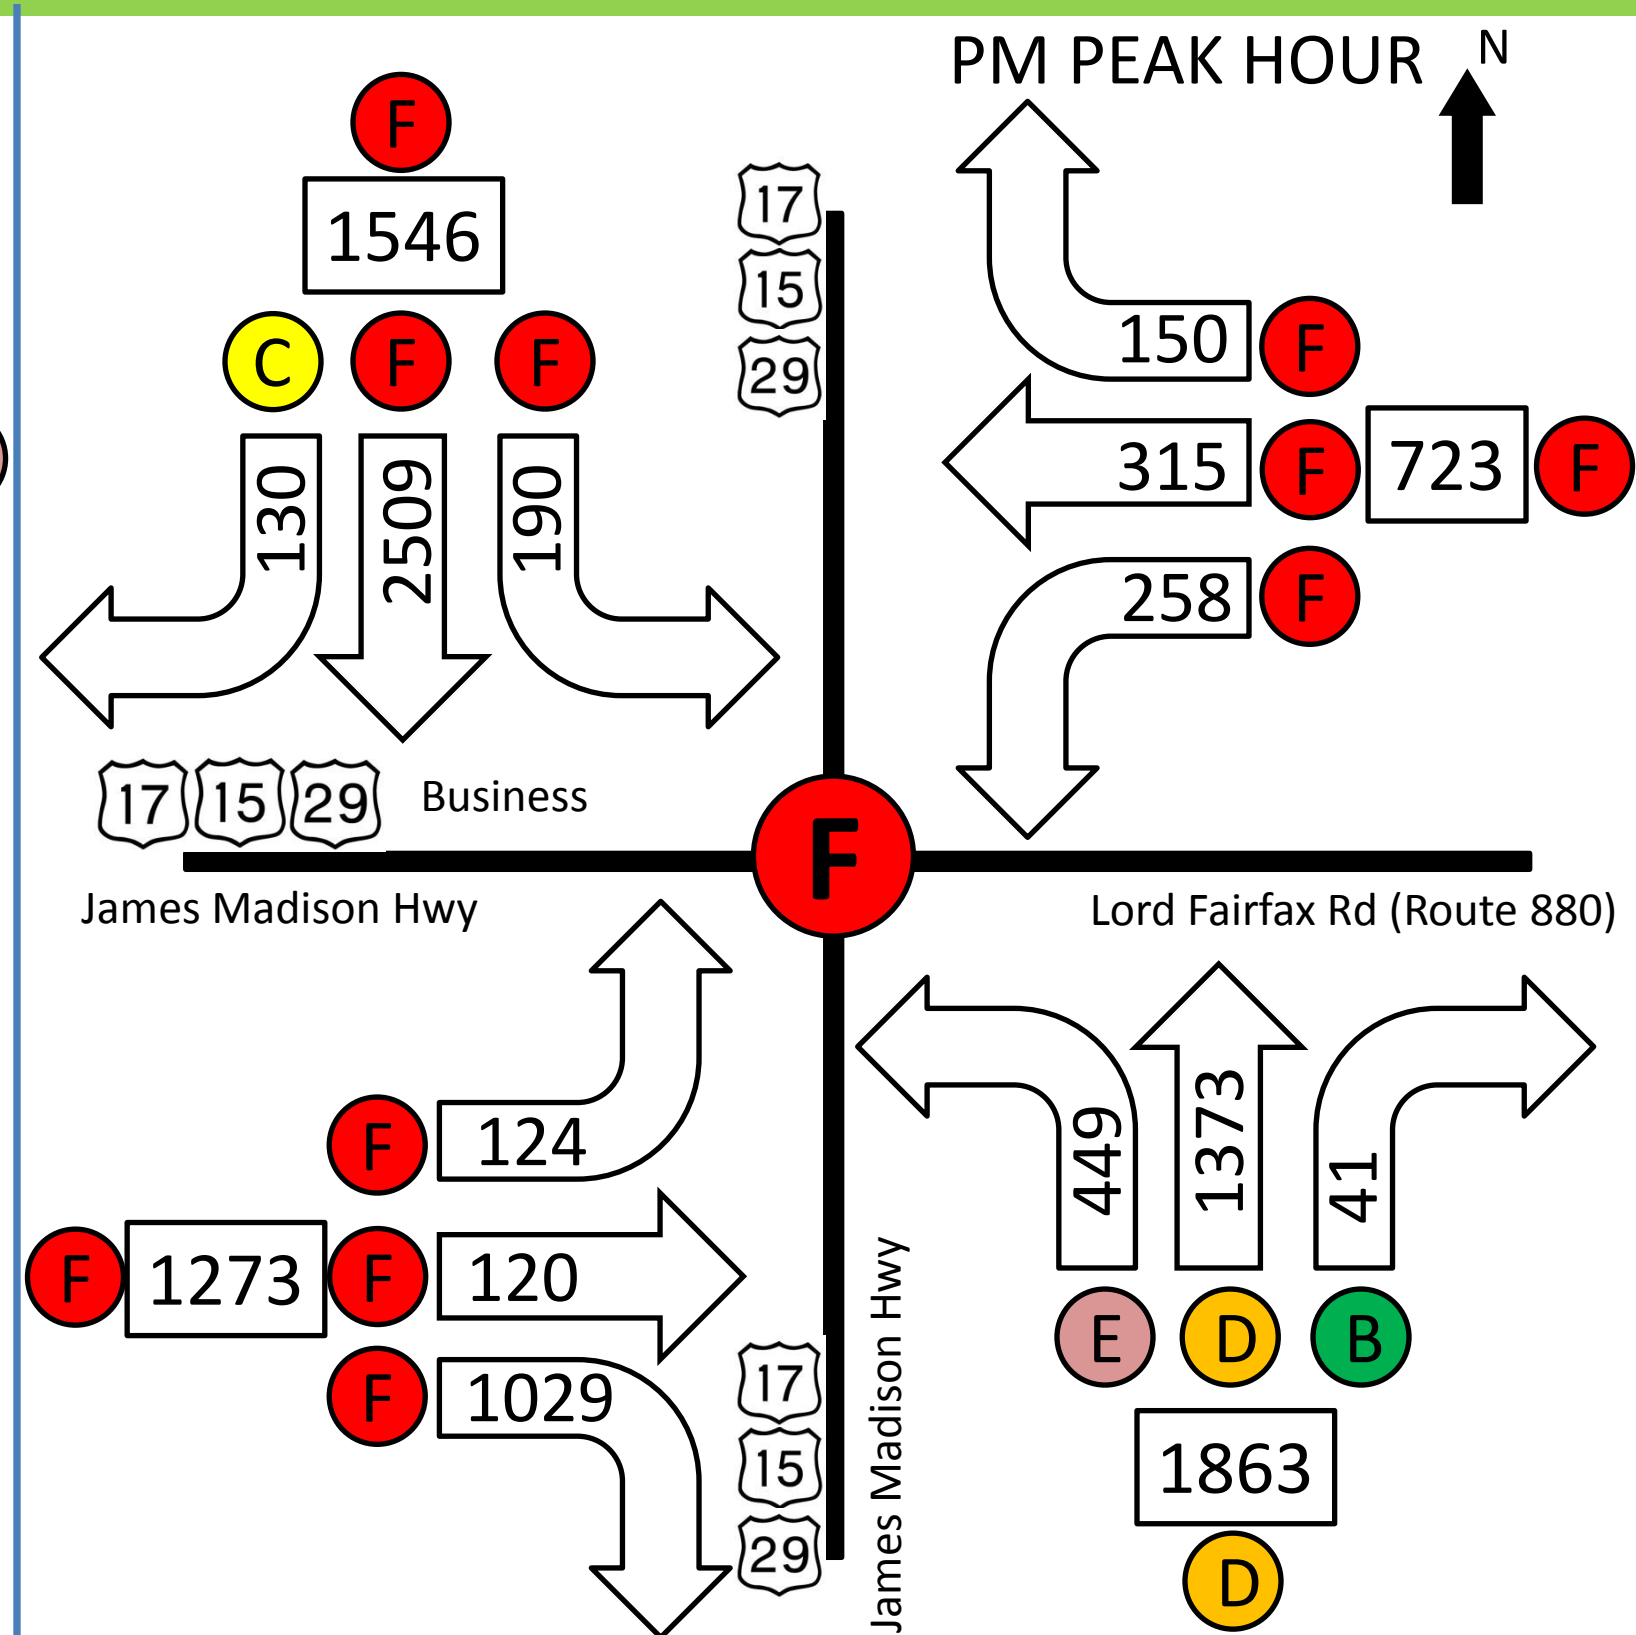 PM PEAK HOUR
N
F
1546
C F F
130
2509
190
17
15
29
150 F
315 F 723 F
258 F
17 15 29 Business
F
James Madison Hwy
Lord Fairfax Rd (Route 880)
F 124
F 1273 F 120
F 1029
17
15
29
James Madison Hwy
449
1373
41
E D B
1863
D